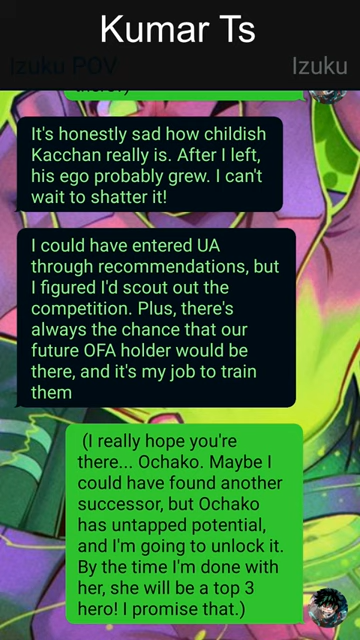 Kumar Ts
Izuku POV
Izuku
there?)
It's honestly sad how childish
Kacchan really is. After I left,
his ego probably grew. I can't
wait to shatter it!
I could have entered UA
through recommendations, but
I figured I'd scout out the
competition. Plus, there's
always the chance that our
future OFA holder would be
there, and it's my job to train
them
(I really hope you're
there... Ochako. Maybe I
could have found another
successor, but Ochako
has untapped potential,
and I'm going to unlock it.
By the time I'm done with
her, she will be a top 3
hero! I promise that.)